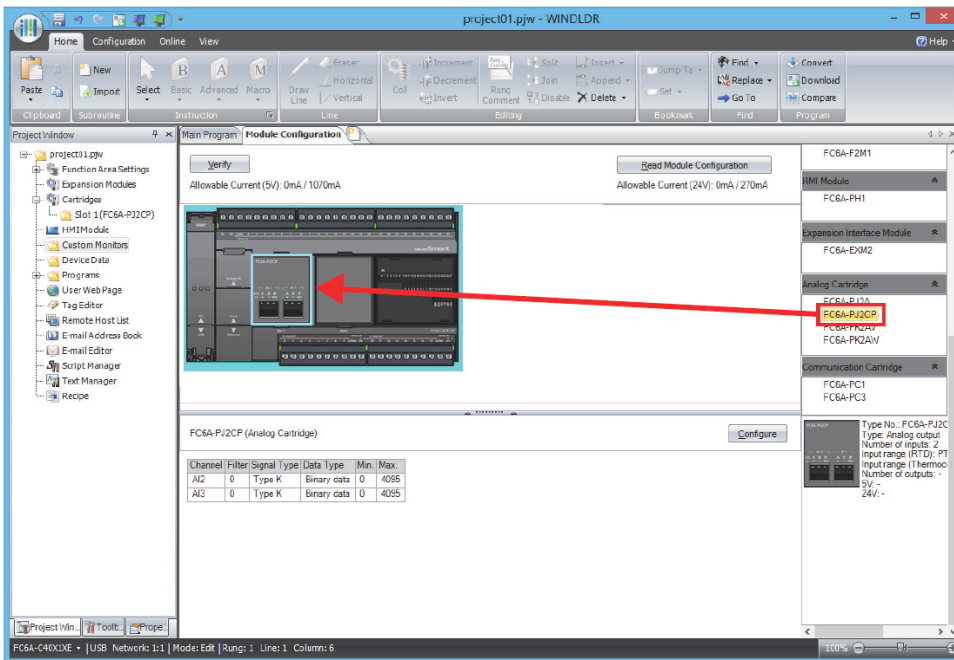 project01.pjw - WINDLDR
Home Configuration Online View Help
Paste New Import Select Basic Advanced Macro Draw Line Eraser Horizontal Vertical Coil Increment Decrement Invert Rung Comment Split Join Disable Insert Append Delete Jump To Set Find Replace Go To Convert Download Compare
Clipboard Subroutine Instruction Line Editing Bookmark Find Program
Project Window
project01.pjw
Function Area Settings
Expansion Modules
Cartridges
Slot 1(FC6A-PJ2CP)
HMIModule
Custom Monitors
Device Data
Programs
User Web Page
Tag Editor
Remote Host List
E-mail Address Book
E-mail Editor
Script Manager
Text Manager
Recipe
Project Win... Toolb... Prope...
Main Program Module Configuration
Verify Read Module Configuration
Allowable Current (5V): 0mA / 1070mA Allowable Current (24V): 0mA / 270mA
FC6A-PJ2CP
FC6A-PJ2CP (Analog Cartridge) Configure
Channel Filter Signal Type Data Type Min. Max.
AI2 0 Type K Binary data 0 4095
AI3 0 Type K Binary data 0 4095
FC6A-F2M1
HMI Module
FC6A-PH1
Expansion Interface Module
FC6A-EXM2
Analog Cartridge
FC6A-PJ2A
FC6A-PJ2CP
FC6A-PK2AV
FC6A-PK2AW
Communication Cartridge
FC6A-PC1
FC6A-PC3
Type No.: FC6A-PJ2C
Type: Analog output
Number of inputs: 2
Input range (RTD): PT
Input range (Thermoc
Number of outputs: -
5V: -
24V: -
FC6A-C40X1XE USB Network: 1:1 Mode: Edit Rung: 1 Line: 1 Column: 6 100%